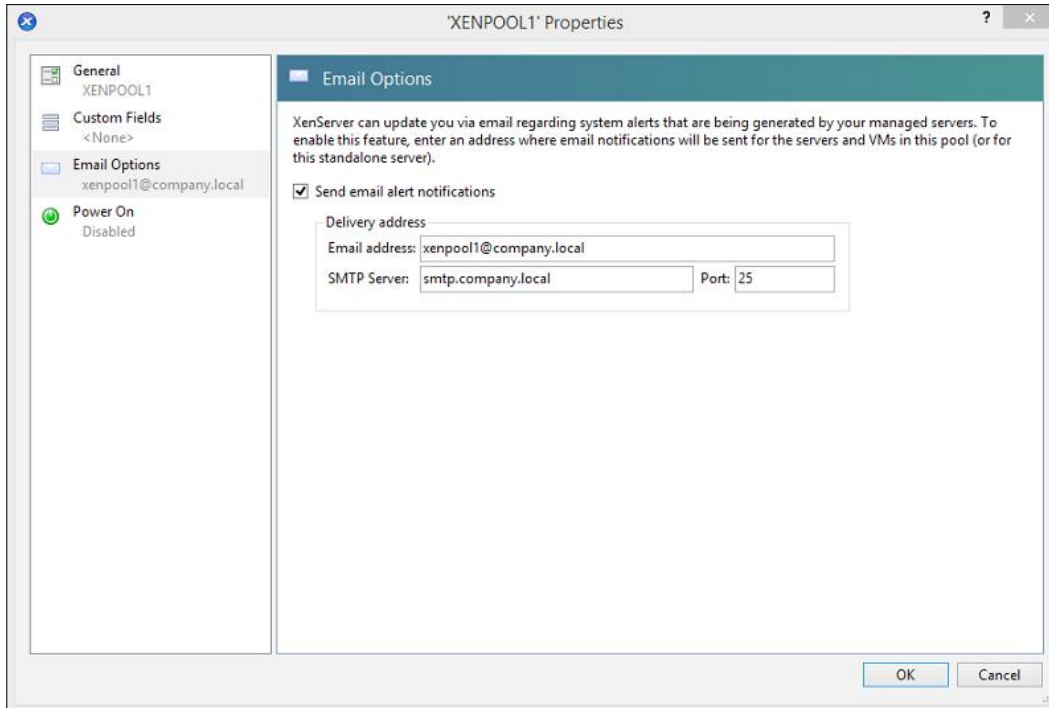 'XENPOOL1' Properties
?
General
XENPOOL1
Custom Fields
<None>
Email Options
xenpool1@company.local
Power On
Disabled
Email Options
XenServer can update you via email regarding system alerts that are being generated by your managed servers. To
enable this feature, enter an address where email notifications will be sent for the servers and VMs in this pool (or for
this standalone server).
Send email alert notifications
Delivery address
Email address: xenpool1@company.local
SMTP Server: smtp.company.local Port: 25
OK Cancel